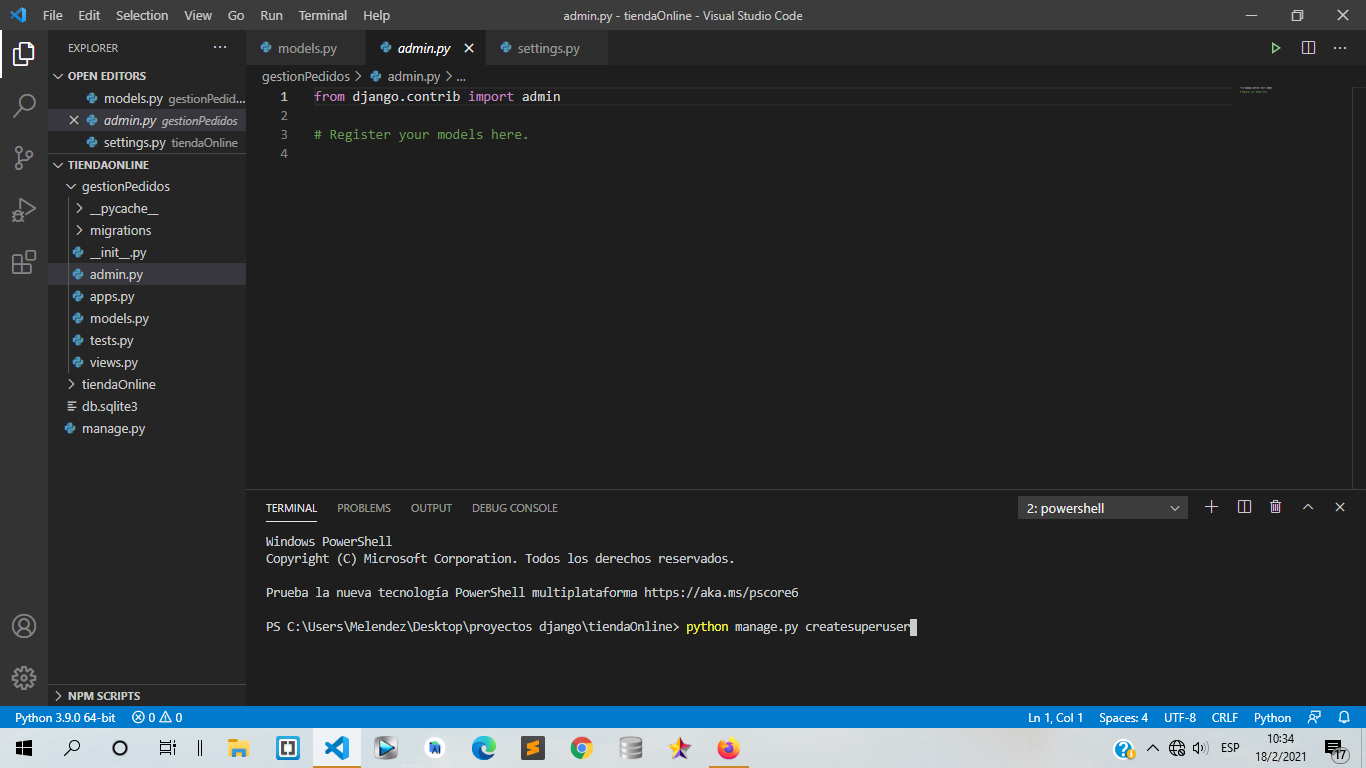 File Edit Selection View Go Run Terminal Help
admin.py - tiendaOnline - Visual Studio Code
EXPLORER
OPEN EDITORS
models.py gestionPedid...
admin.py gestionPedidos
settings.py tiendaOnline
TIENDAONLINE
gestionPedidos
__pycache__
migrations
__init__.py
admin.py
apps.py
models.py
tests.py
views.py
tiendaOnline
db.sqlite3
manage.py
NPM SCRIPTS
models.py admin.py settings.py
gestionPedidos > admin.py > ...
1 from django.contrib import admin
2
3 # Register your models here.
4
TERMINAL PROBLEMS OUTPUT DEBUG CONSOLE
2: powershell
Windows PowerShell
Copyright (C) Microsoft Corporation. Todos los derechos reservados.
Prueba la nueva tecnología PowerShell multiplataforma https://aka.ms/pscore6
PS C:\Users\Melendez\Desktop\proyectos django\tiendaOnline> python manage.py createsuperuser
Python 3.9.0 64-bit 0 0
Ln 1, Col 1 Spaces: 4 UTF-8 CRLF Python
ESP
10:34
18/2/2021
17